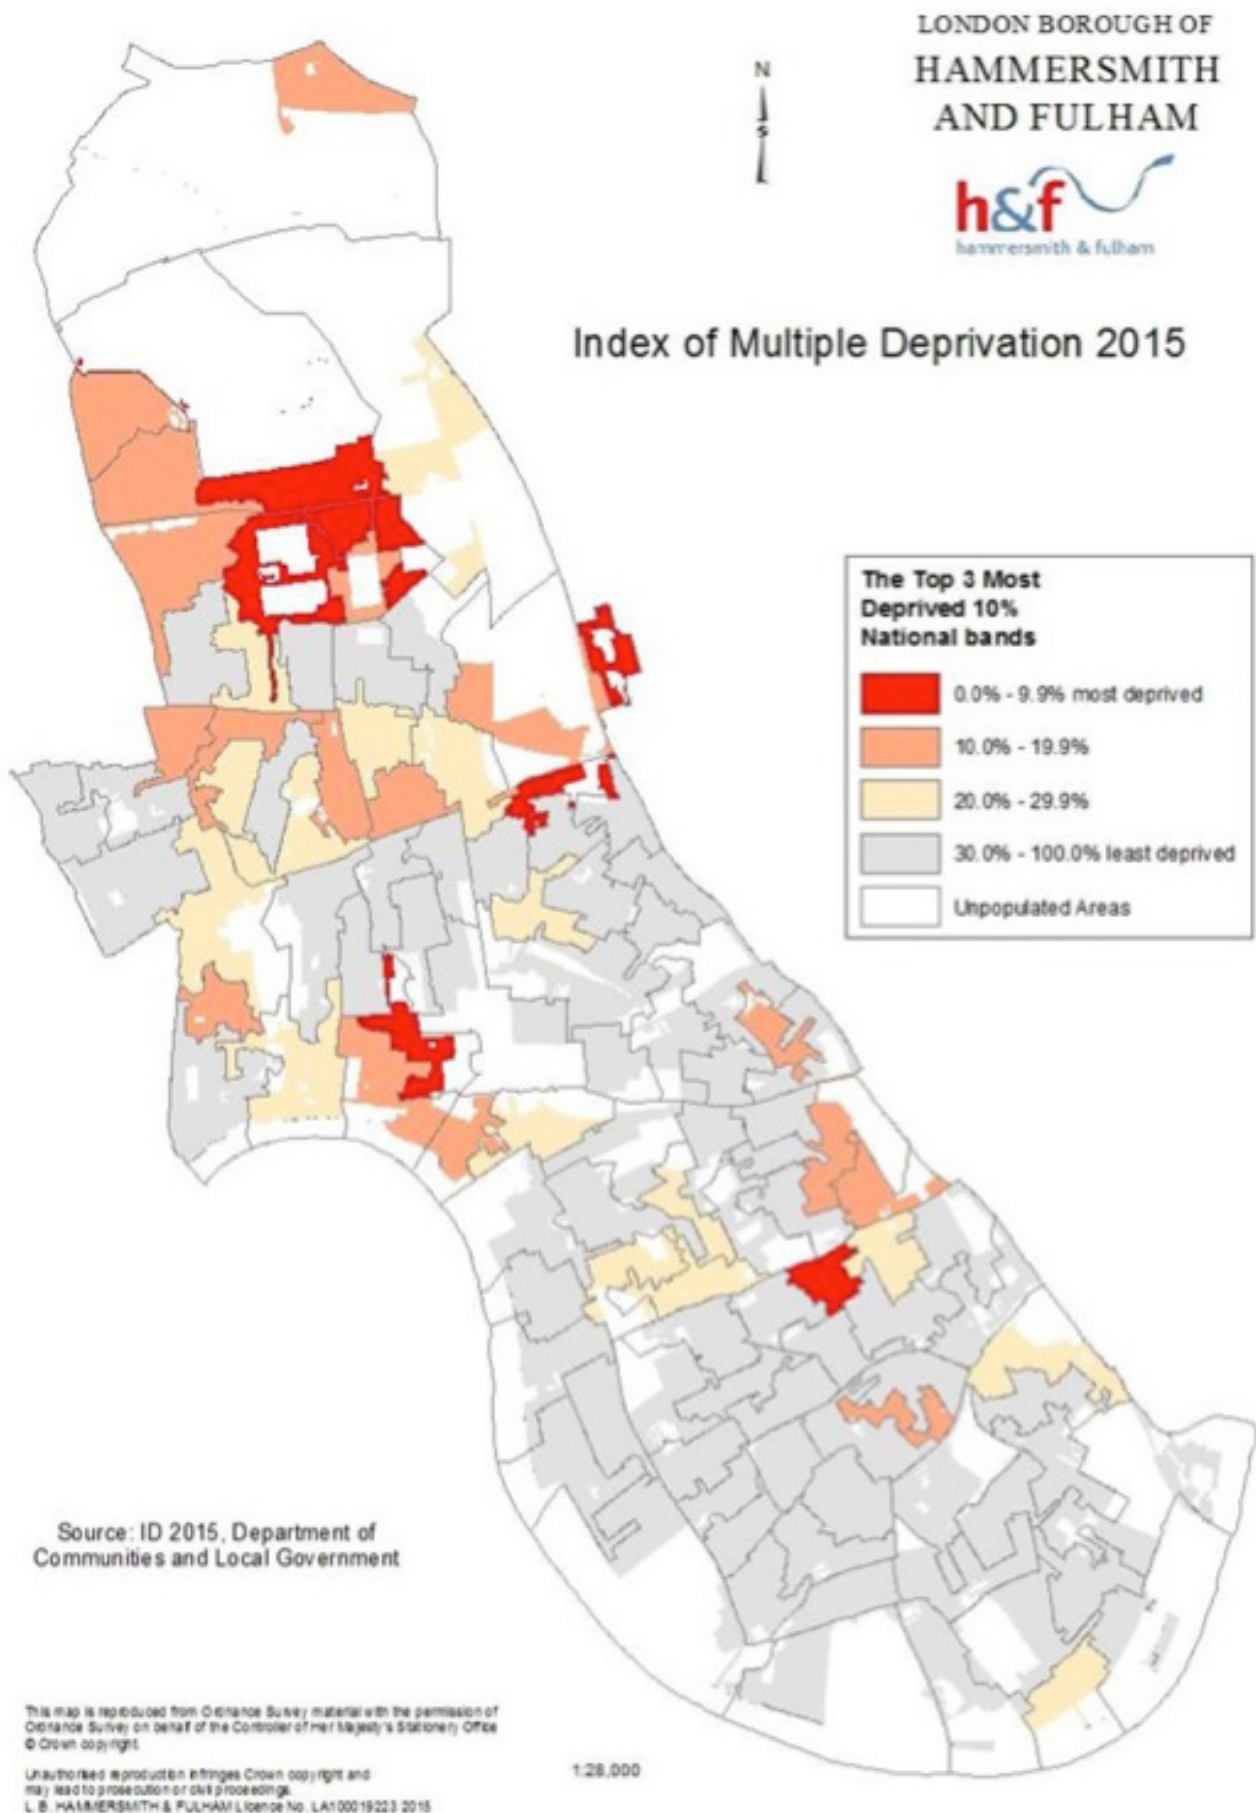 LONDON BOROUGH OF
HAMMERSMITH
AND FULHAM
N
S
h&f
hammersmith & fulham
Index of Multiple Deprivation 2015
The Top 3 Most
Deprived 10%
National bands
0.0% - 9.9% most deprived
10.0% - 19.9%
20.0% - 29.9%
30.0% - 100.0% least deprived
Unpopulated Areas
Source: ID 2015, Department of
Communities and Local Government
This map is reproduced from Ordnance Survey material with the permission of
Ordnance Survey on behalf of the Controller of Her Majesty's Stationery Office
© Crown copyright.
Unauthorised reproduction infringes Crown copyright and
may lead to prosecution or civil proceedings.
L. B. HAMMERSMITH & FULHAM Licence No. LA100019223 2015
1:28,000